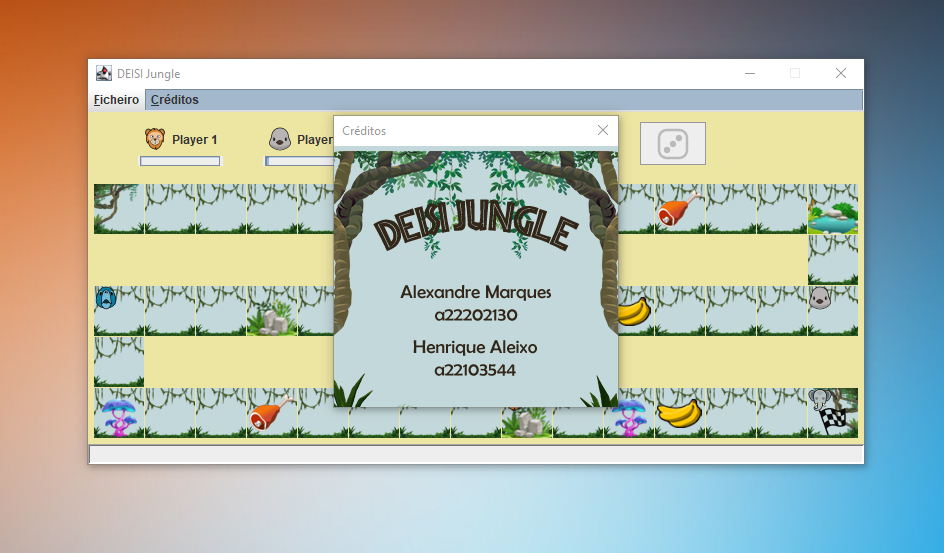 DEISI Jungle
Ficheiro Créditos
Player 1
Player
Créditos
DEISI JUNGLE
Alexandre Marques
a22202130
Henrique Aleixo
a22103544